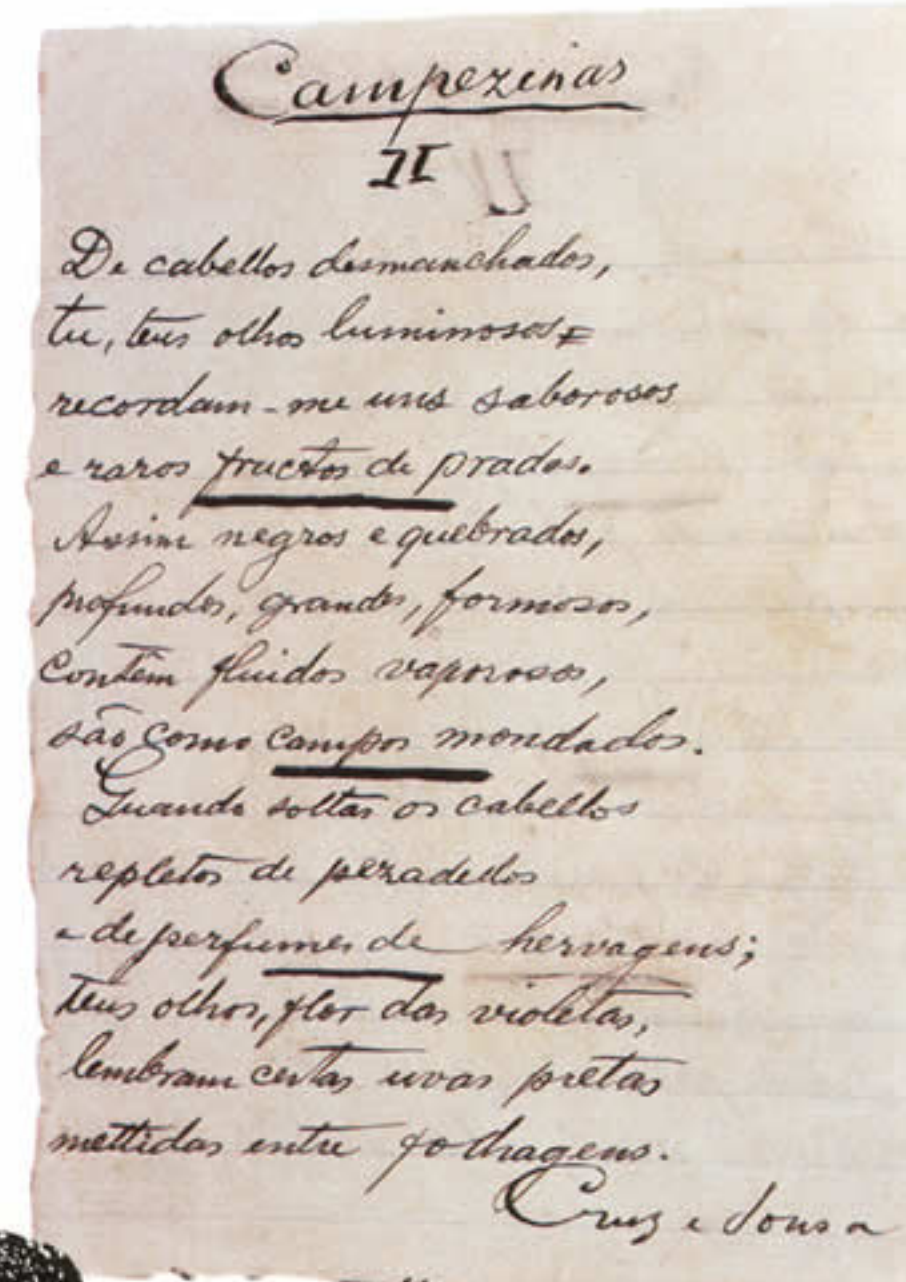 Campezinas
II
De cabellos desmanchados,
tu, teus olhos luminosos
recordam-me uns saborosos
e raros fructos de prados.
Assim negros e quebrados,
profundos, grandes, formosos,
contêm fluidos vaporosos,
são como campos mondados.
Quando soltas os cabellos
repletos de pezadellos
e de perfumes de hervagens;
teus olhos, flor das violetas,
lembram certas uvas pretas
mettidas entre folhagens.
Cruz e Sousa